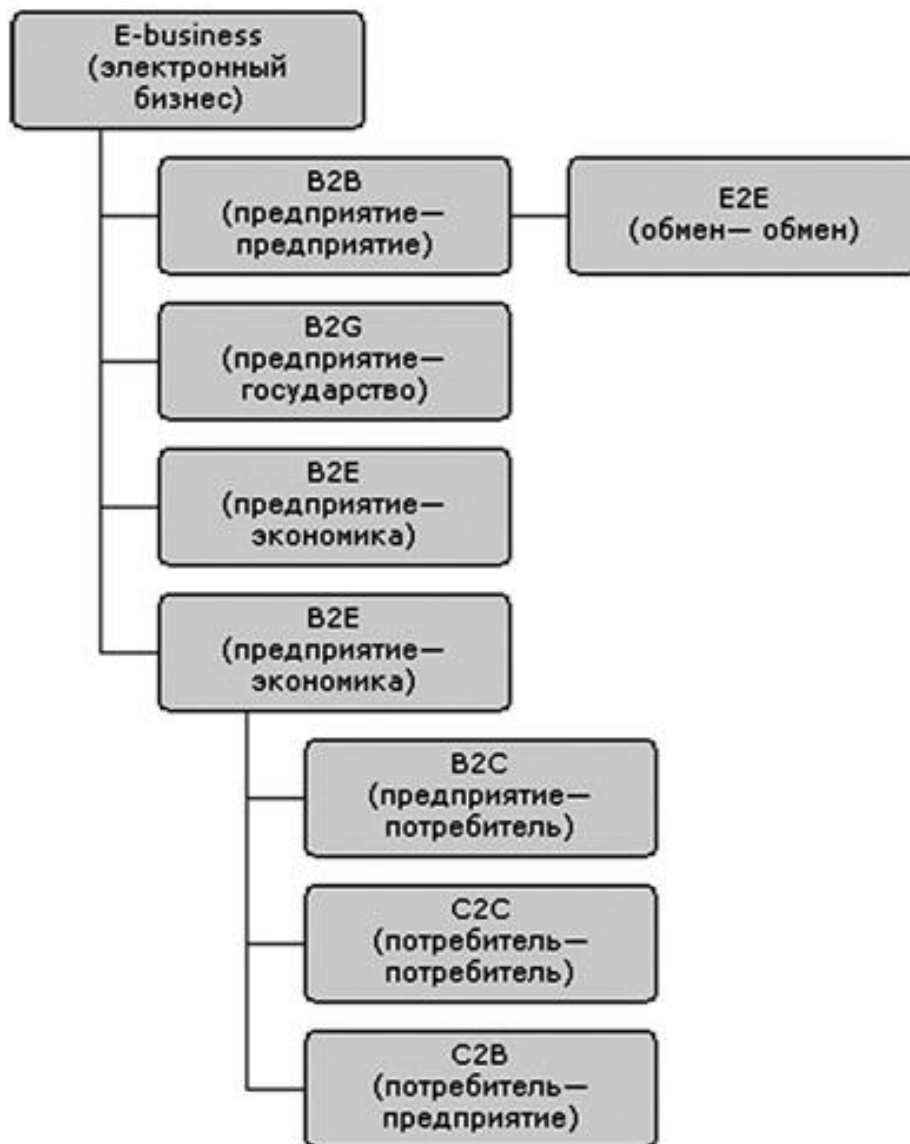 E-business
(электронный
бизнес)
B2B
(предприятие—
предприятие)
E2E
(обмен— обмен)
B2G
(предприятие—
государство)
B2E
(предприятие—
экономика)
B2E
(предприятие—
экономика)
B2C
(предприятие—
потребитель)
C2C
(потребитель—
потребитель)
C2B
(потребитель—
предприятие)